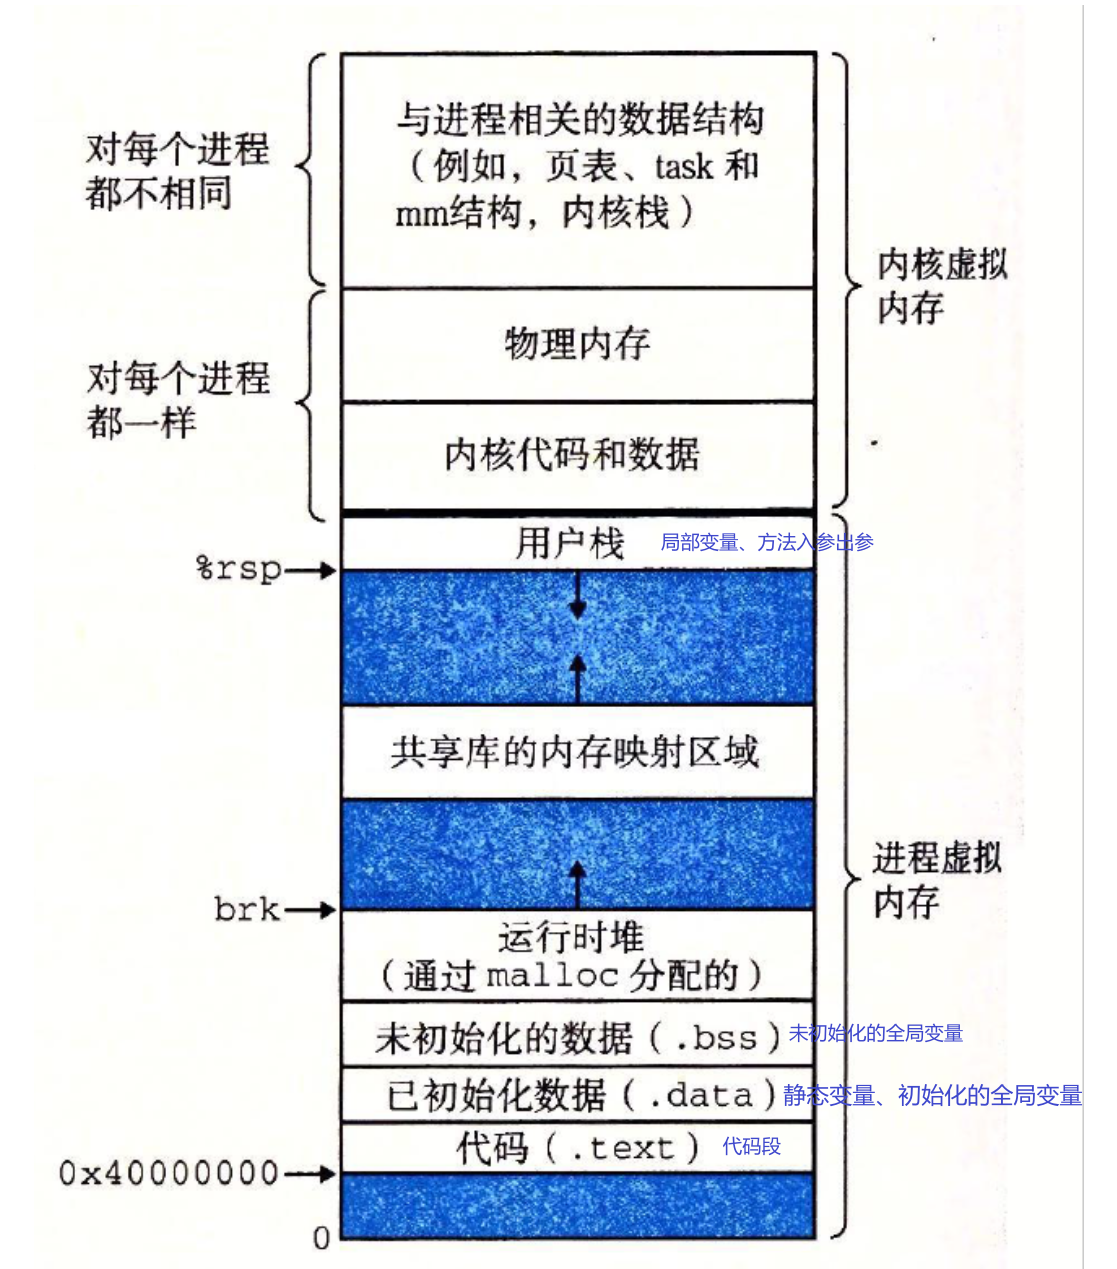 对每个进程
都不相同
与进程相关的数据结构
（例如，页表、task 和
mm结构，内核栈）
内核虚拟
内存
对每个进程
都一样
物理内存
内核代码和数据
用户栈 局部变量、方法入参出参
%rsp
共享库的内存映射区域
进程虚拟
内存
brk
运行时堆
（通过 malloc 分配的）
未初始化的数据（.bss） 未初始化的全局变量
已初始化数据（.data） 静态变量、初始化的全局变量
代码（.text） 代码段
0x40000000
0